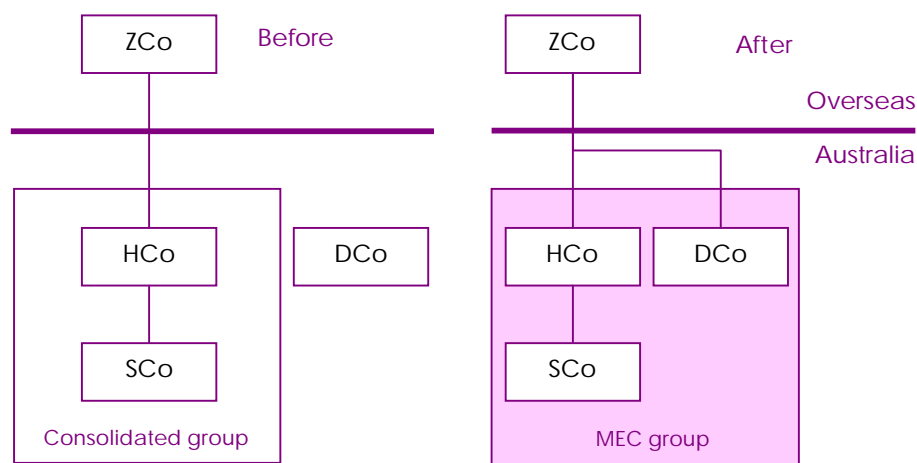 ZCo
Before
HCo
DCo
SCo
Consolidated group
ZCo
After
Overseas
Australia
HCo
DCo
SCo
MEC group